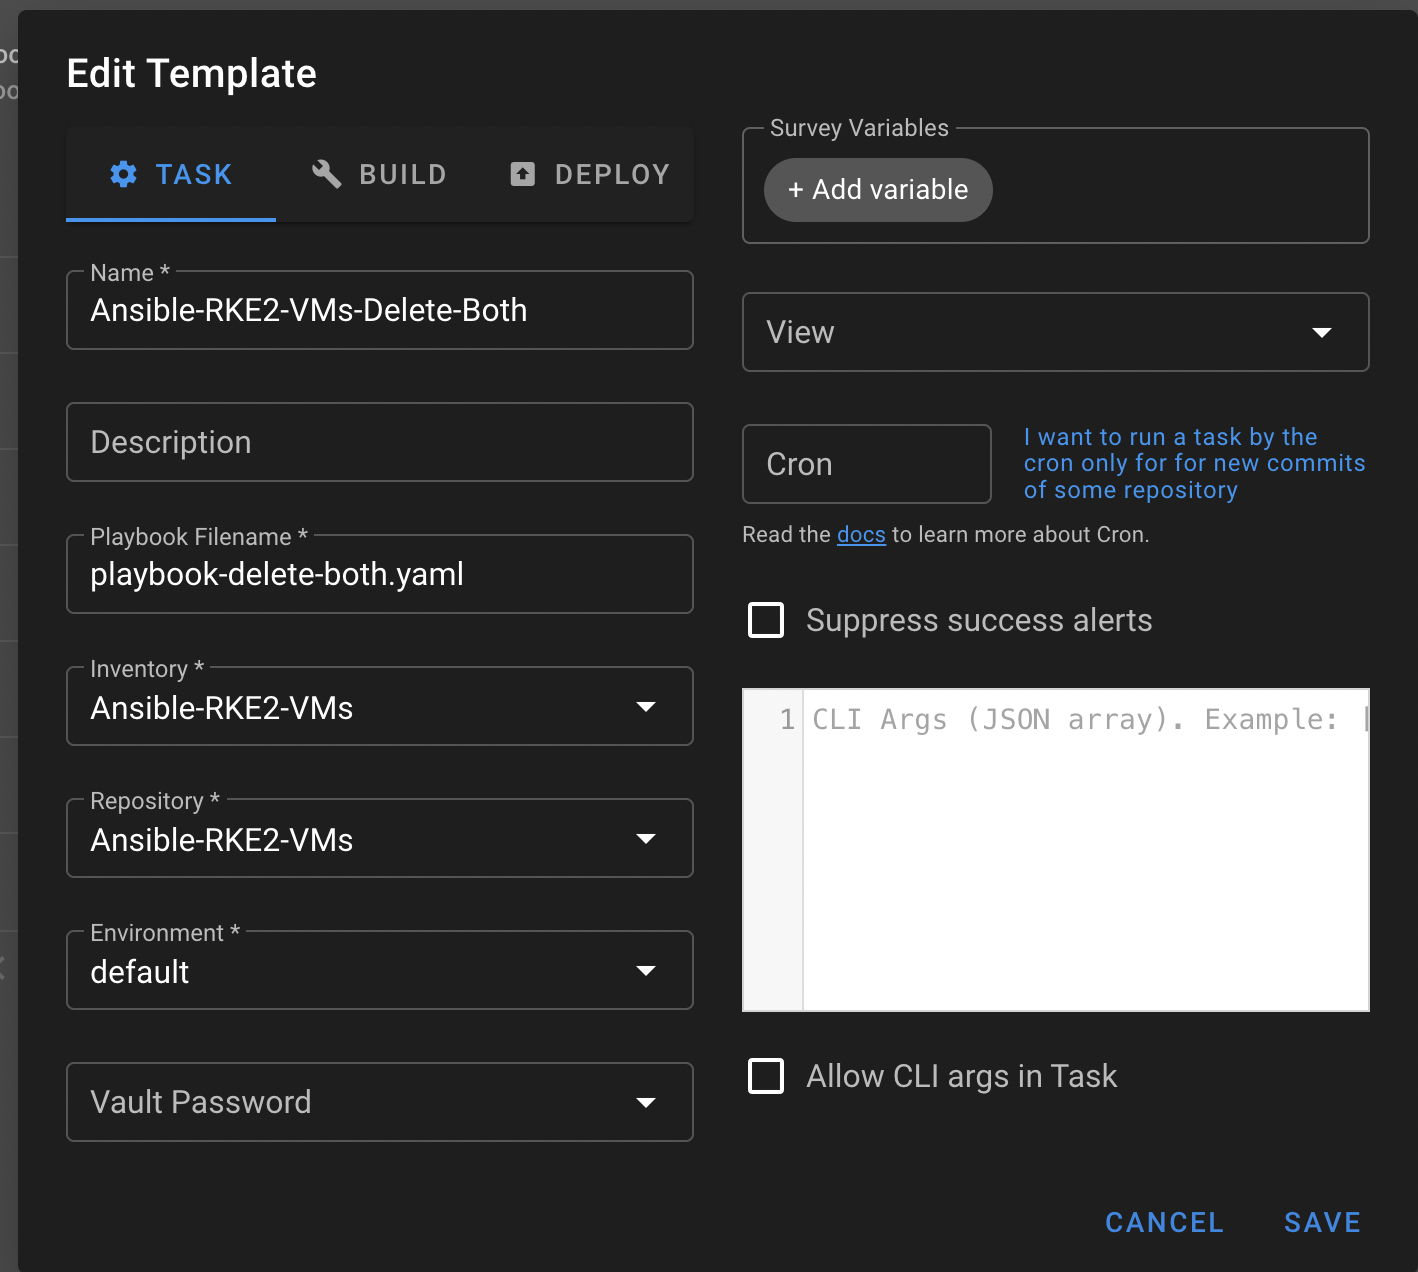 Edit Template
TASK
BUILD
DEPLOY
Name *
Ansible-RKE2-VMs-Delete-Both
Description
Playbook Filename *
playbook-delete-both.yaml
Inventory *
Ansible-RKE2-VMs
Repository *
Ansible-RKE2-VMs
Environment *
default
Vault Password
Survey Variables
+ Add variable
View
Cron
I want to run a task by the
cron only for for new commits
of some repository
Read the docs to learn more about Cron.
Suppress success alerts
1 CLI Args (JSON array). Example: [
Allow CLI args in Task
CANCEL
SAVE